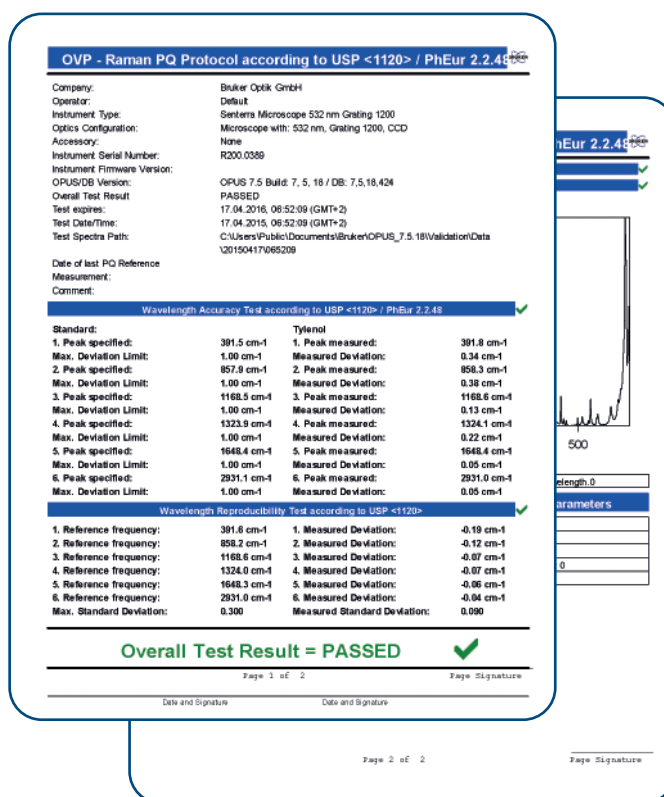 OVP - Raman PQ Protocol according to USP <1120> / PhEur 2.2.48
BRUKER
Company: Bruker Optik GmbH
Operator: Default
Instrument Type: Senterra Microscope 532 nm Grating 1200
Optics Configuration: Microscope with: 532 nm, Grating 1200, CCD
Accessory: None
Instrument Serial Number: R200.0389
Instrument Firmware Version:
OPUS/DB Version: OPUS 7.5 Build: 7, 5, 18 / DB: 7,5,18,424
Overall Test Result PASSED
Test expires: 17.04.2016, 06:52:09 (GMT+2)
Test Date/Time: 17.04.2015, 06:52:09 (GMT+2)
Test Spectra Path: C:\Users\Public\Documents\Bruker\OPUS_7.5.18\Validation\Data
\20150417\065209
Date of last PQ Reference
Measurement:
Comment:
Wavelength Accuracy Test according to USP <1120> / PhEur 2.2.48
Standard: Tylenol
1. Peak specified: 391.5 cm-1 1. Peak measured: 391.8 cm-1
Max. Deviation Limit: 1.00 cm-1 Measured Deviation: 0.34 cm-1
2. Peak specified: 857.9 cm-1 2. Peak measured: 858.3 cm-1
Max. Deviation Limit: 1.00 cm-1 Measured Deviation: 0.38 cm-1
3. Peak specified: 1168.5 cm-1 3. Peak measured: 1168.6 cm-1
Max. Deviation Limit: 1.00 cm-1 Measured Deviation: 0.13 cm-1
4. Peak specified: 1323.9 cm-1 4. Peak measured: 1324.1 cm-1
Max. Deviation Limit: 1.00 cm-1 Measured Deviation: 0.22 cm-1
5. Peak specified: 1648.4 cm-1 5. Peak measured: 1648.4 cm-1
Max. Deviation Limit: 1.00 cm-1 Measured Deviation: 0.05 cm-1
6. Peak specified: 2931.1 cm-1 6. Peak measured: 2931.0 cm-1
Max. Deviation Limit: 1.00 cm-1 Measured Deviation: 0.05 cm-1
Wavelength Reproducibility Test according to USP <1120>
1. Reference frequency: 391.6 cm-1 1. Measured Deviation: -0.19 cm-1
2. Reference frequency: 858.2 cm-1 2. Measured Deviation: -0.12 cm-1
3. Reference frequency: 1168.6 cm-1 3. Measured Deviation: -0.07 cm-1
4. Reference frequency: 1324.0 cm-1 4. Measured Deviation: -0.07 cm-1
5. Reference frequency: 1648.3 cm-1 5. Measured Deviation: -0.06 cm-1
6. Reference frequency: 2931.0 cm-1 6. Measured Deviation: -0.04 cm-1
Max. Standard Deviation: 0.300 Measured Standard Deviation: 0.090
Overall Test Result = PASSED
Page 1 of 2 Page Signature
Date and Signature Date and Signature
hEur 2.2.48
500
elength.0
arameters
0
Page 2 of 2 Page Signature